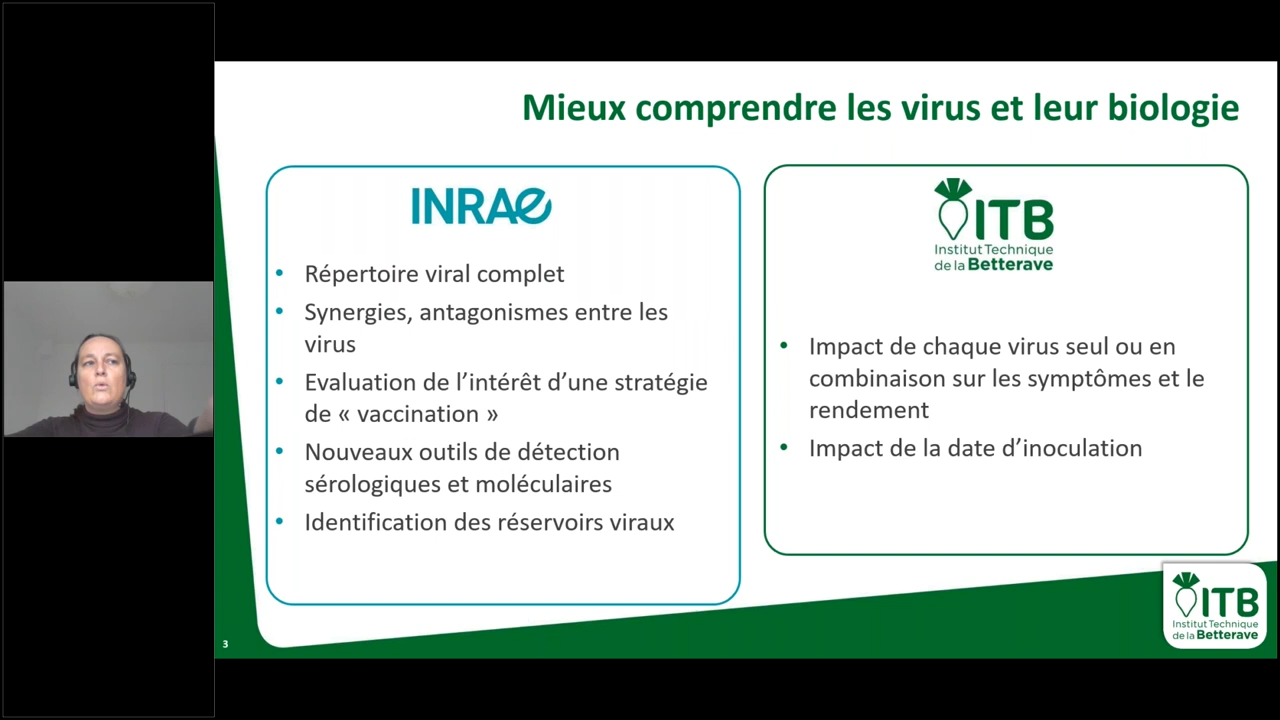 Mieux comprendre les virus et leur biologie
INRAE
• Répertoire viral complet
• Synergies, antagonismes entre les
virus
• Evaluation de l’intérêt d’une stratégie
de « vaccination »
• Nouveaux outils de détection
sérologiques et moléculaires
• Identification des réservoirs viraux
ITB
Institut Technique
de la Betterave
• Impact de chaque virus seul ou en
combinaison sur les symptômes et le
rendement
• Impact de la date d’inoculation
3
ITB
Institut Technique
de la Betterave